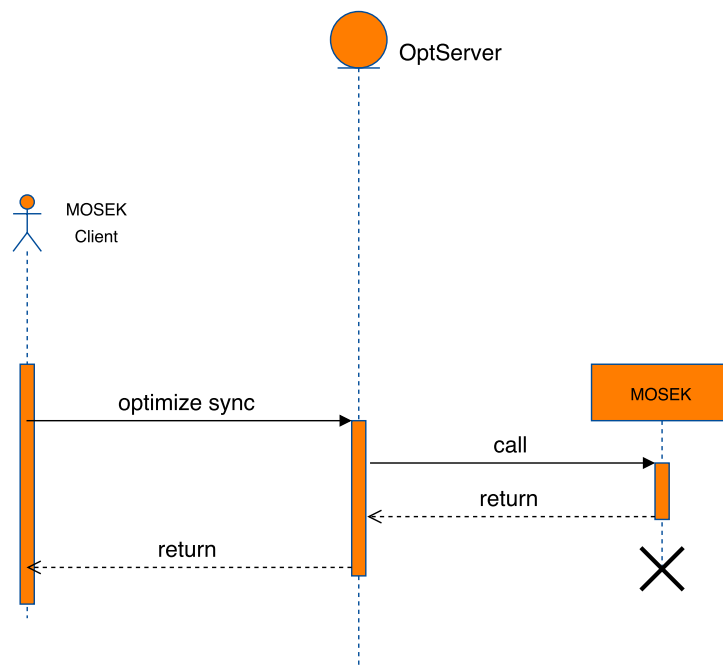 OptServer
MOSEK
Client
optimize sync
MOSEK
call
return
return